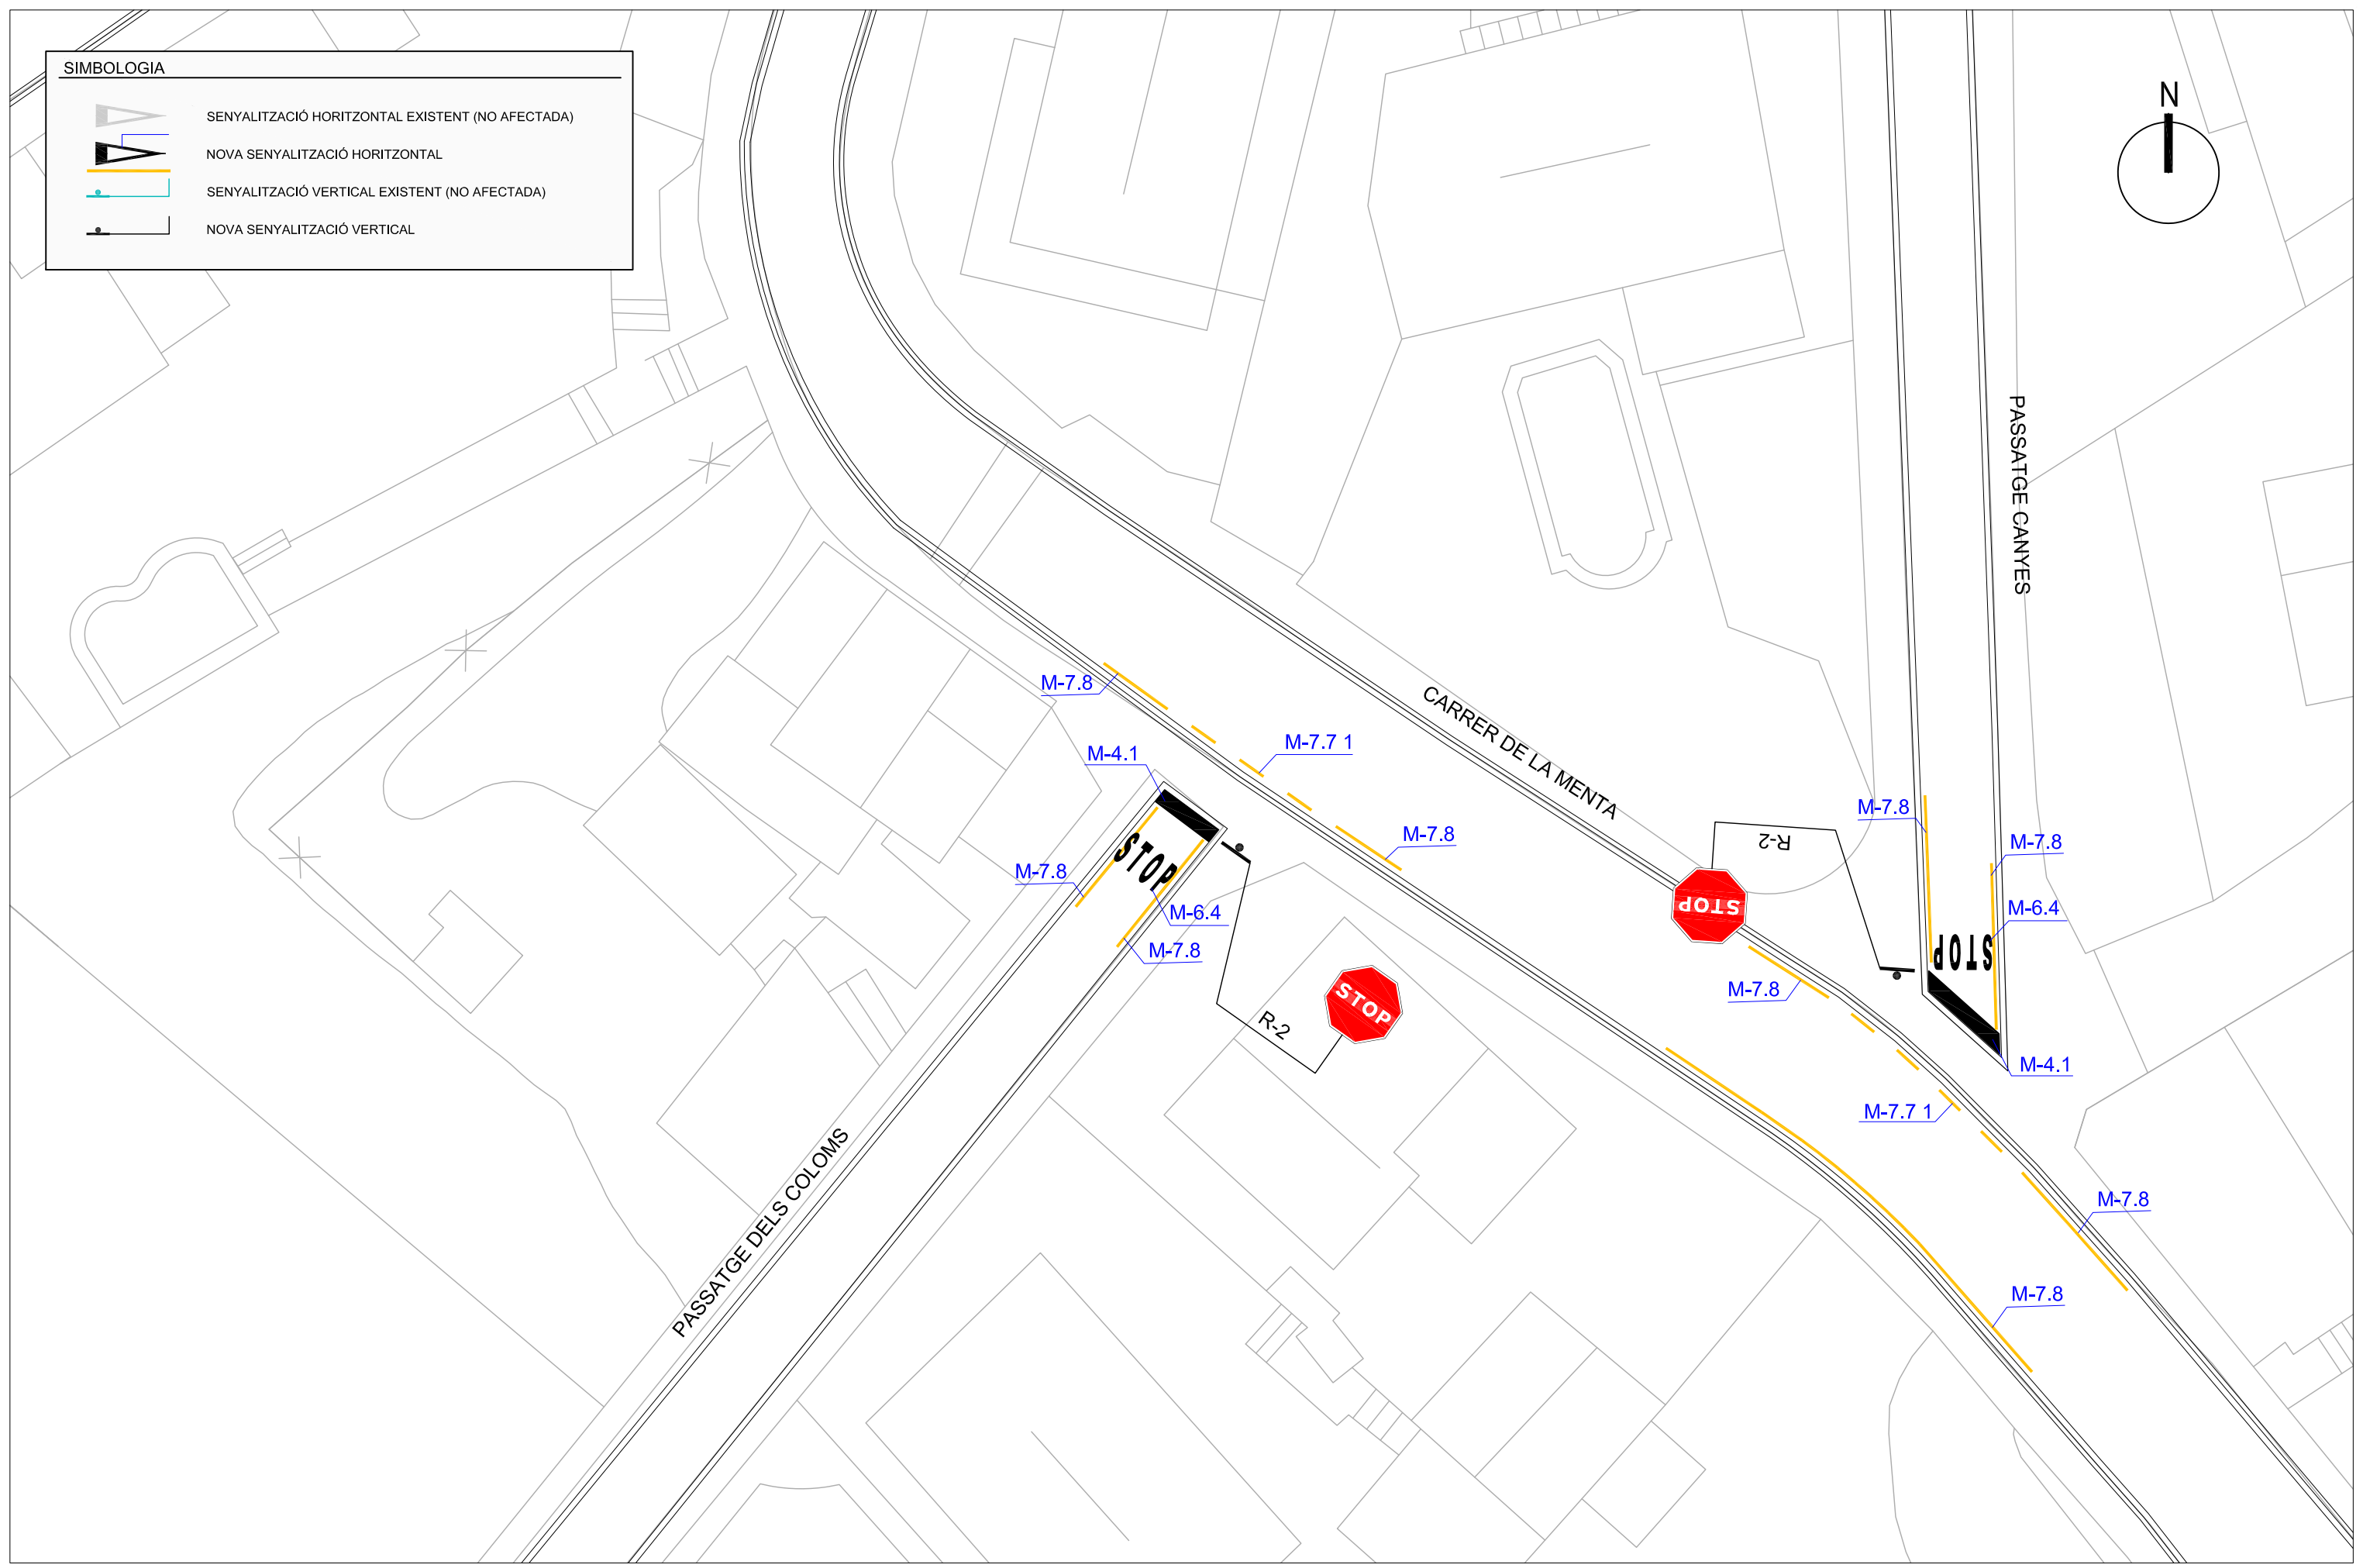 SIMBOLOGIA
SENYALITZACIÓ HORITZONTAL EXISTENT (NO AFECTADA)
NOVA SENYALITZACIÓ HORITZONTAL
SENYALITZACIÓ VERTICAL EXISTENT (NO AFECTADA)
NOVA SENYALITZACIÓ VERTICAL
N
PASSATGE CANYES
M-7.8
M-7.7 1
M-4.1
CARRER DE LA MENTA
M-7.8
M-7.8
R-2
M-7.8
STOP
M-7.8
M-6.4
M-7.8
STOP
M-6.4
STOP
M-7.8
R-2
STOP
M-4.1
M-7.7 1
PASSATGE DELS COLOMS
M-7.8
M-7.8